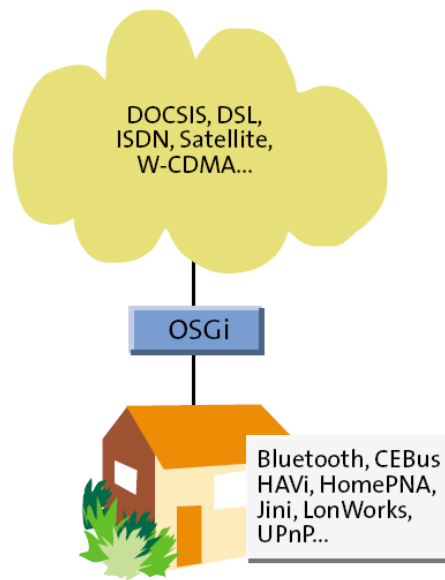 DOCSIS, DSL,
ISDN, Satellite,
W-CDMA...
OSGi
Bluetooth, CEBus
HAVi, HomePNA,
Jini, LonWorks,
UPnP...